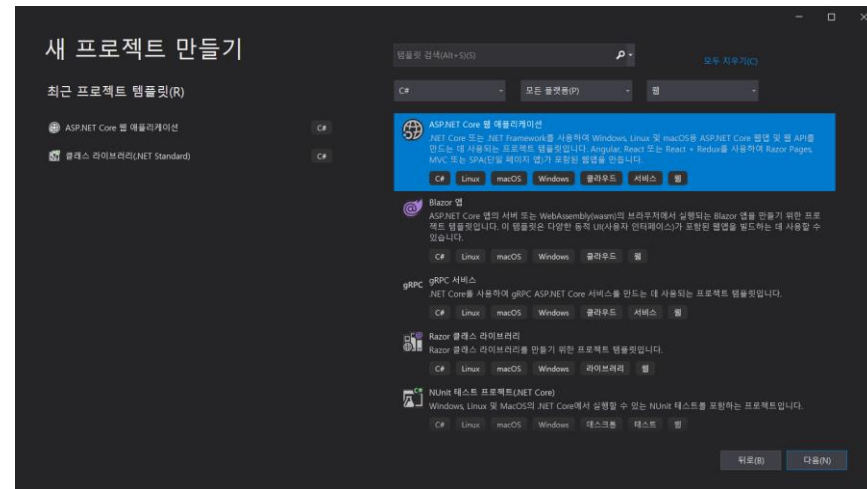 새 프로젝트 만들기
최근 프로젝트 템플릿(R)
ASP.NET Core 웹 애플리케이션 C#
클래스 라이브러리(.NET Standard) C#
템플릿 검색(Alt+S)(S)
모두 지우기(C)
C# 모든 플랫폼(P) 웹
ASP.NET Core 웹 애플리케이션
.NET Core 또는 .NET Framework를 사용하여 Windows, Linux 및 macOS용 ASP.NET Core 웹앱 및 웹 API를
만드는 데 사용되는 프로젝트 템플릿입니다. Angular, React 또는 React + Redux를 사용하여 Razor Pages,
MVC 또는 SPA(단일 페이지 앱)가 포함된 웹앱을 만듭니다.
C# Linux macOS Windows 클라우드 서비스 웹
Blazor 앱
ASP.NET Core 앱의 서버 또는 WebAssembly(wasm)의 브라우저에서 실행되는 Blazor 앱을 만들기 위한 프로
젝트 템플릿입니다. 이 템플릿은 다양한 동적 UI(사용자 인터페이스)가 포함된 웹앱을 빌드하는 데 사용할 수
있습니다.
C# Linux macOS Windows 클라우드 웹
gRPC gRPC 서비스
.NET Core를 사용하여 gRPC ASP.NET Core 서비스를 만드는 데 사용되는 프로젝트 템플릿입니다.
C# Linux macOS Windows 클라우드 서비스 웹
Razor 클래스 라이브러리
Razor 클래스 라이브러리를 만들기 위한 프로젝트 템플릿입니다.
C# Linux macOS Windows 라이브러리 웹
NUnit 테스트 프로젝트(.NET Core)
Windows, Linux 및 MacOS의 .NET Core에서 실행할 수 있는 NUnit 테스트를 포함하는 프로젝트입니다.
C# Linux macOS Windows 데스크톱 테스트 웹
뒤로(B) 다음(N)